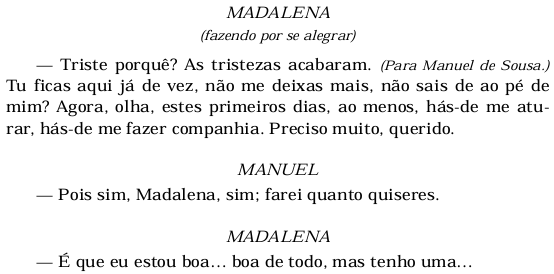 MADALENA
(fazendo por se alegrar)
— Triste porquê? As tristezas acabaram. (Para Manuel de Sousa.)
Tu ficas aqui já de vez, não me deixas mais, não sais de ao pé de
mim? Agora, olha, estes primeiros dias, ao menos, hás-de me atu-
rar, hás-de me fazer companhia. Preciso muito, querido.
MANUEL
— Pois sim, Madalena, sim; farei quanto quiseres.
MADALENA
— É que eu estou boa… boa de todo, mas tenho uma…